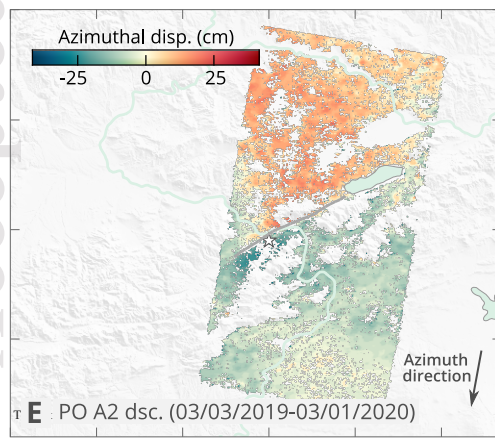 Azimuthal disp. (cm)
-25 0 25
Azimuth
direction
T E : PO A2 dsc. (03/03/2019-03/01/2020)